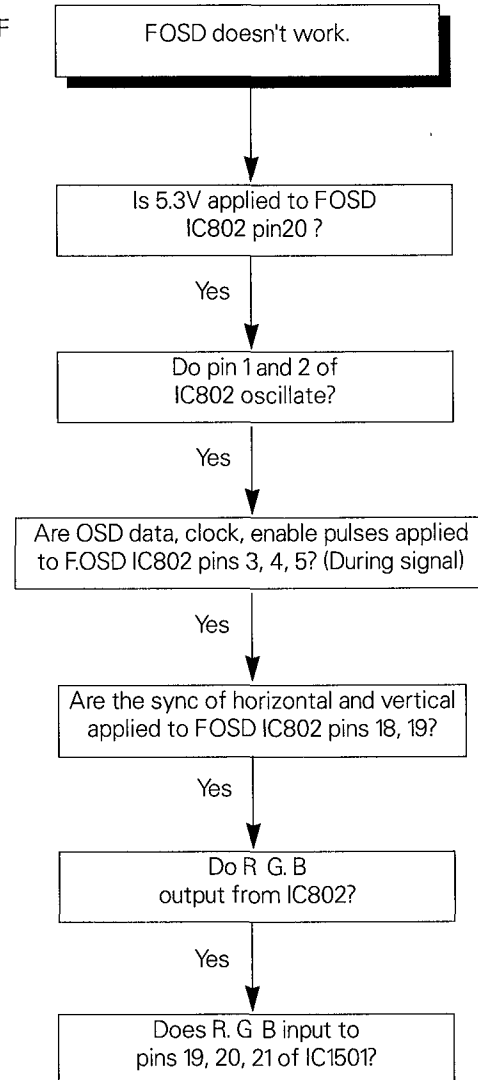 F
FOSD doesn't work.
Is 5.3V applied to FOSD
IC802 pin20 ?
Yes
Do pin 1 and 2 of
IC802 oscillate?
Yes
Are OSD data, clock, enable pulses applied
to F.OSD IC802 pins 3, 4, 5? (During signal)
Yes
Are the sync of horizontal and vertical
applied to FOSD IC802 pins 18, 19?
Yes
Do R G. B
output from IC802?
Yes
Does R. G B input to
pins 19, 20, 21 of IC1501?